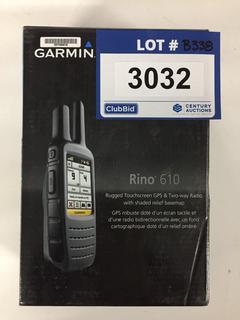 GARMIN
LOT # B338
3032
ClubBid
CENTURY
AUCTIONS
Rino® 610
Rugged Touchscreen GPS & Two-way Radio
with shaded relief basemap
GPS robuste doté d'un écran tactile et
d'une radio bidirectionnelle avec un fond
cartographique doté d'un relief ombré